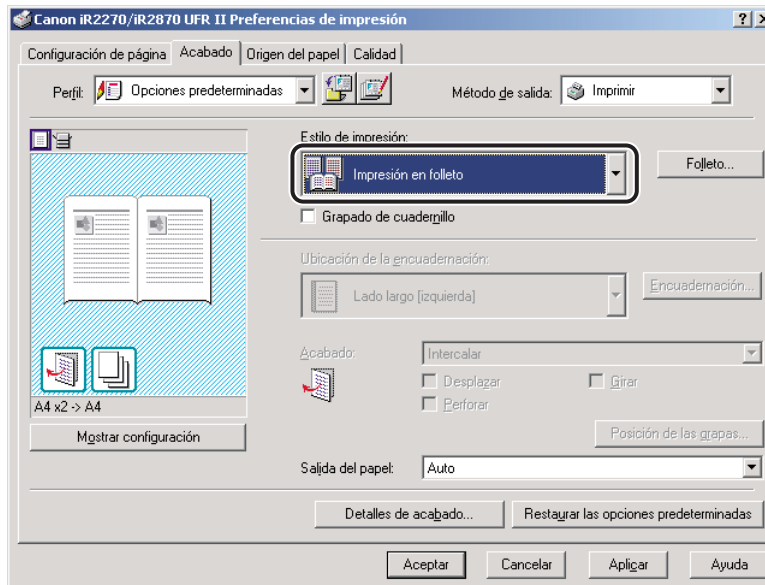 Canon iR2270/iR2870 UFR II Preferencias de impresión
Configuración de página Acabado Origen del papel Calidad
Perfil: Opciones predeterminadas Método de salida: Imprimir
Estilo de impresión:
Impresión en folleto Folleto...
Grapado de cuadernillo
Ubicación de la encuadernación:
Lado largo [izquierda] Encuadernación...
Acabado: Intercalar
Desplazar Girar
Perforar
A4 x2 -> A4
Mostrar configuración Posición de las grapas...
Salida del papel: Auto
Detalles de acabado... Restaurar las opciones predeterminadas
Aceptar Cancelar Aplicar Ayuda